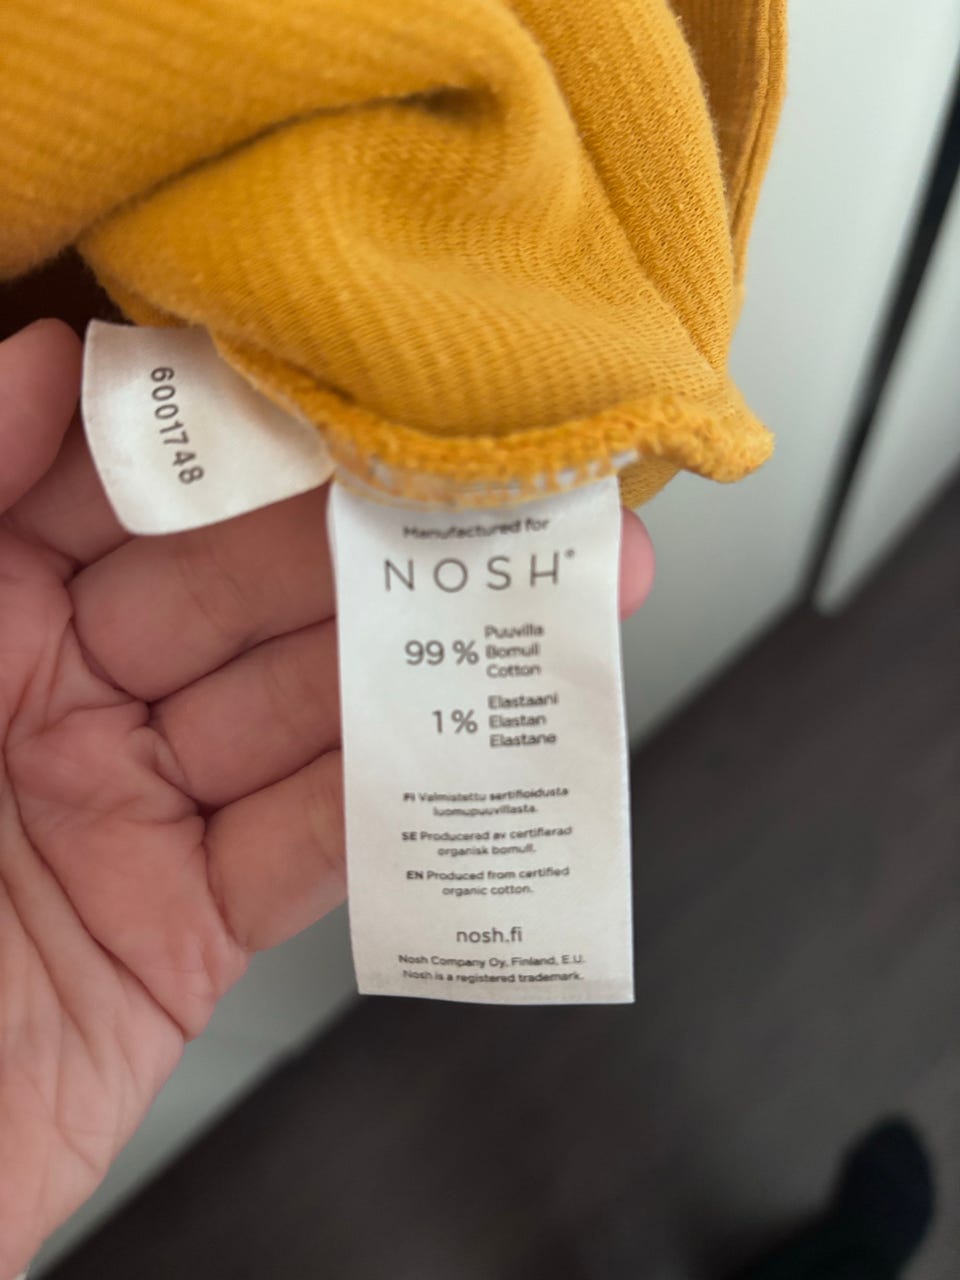 6001748
Manufactured for
NOSH®
99 % Puuvilla
Bomull
Cotton
1 % Elastaani
Elastan
Elastane
FI Valmistettu sertifioidusta
luomupuuvillasta.
SE Producerad av certifierad
organisk bomull.
EN Produced from certified
organic cotton.
nosh.fi
Nosh Company Oy, Finland, E.U.
Nosh is a registered trademark.